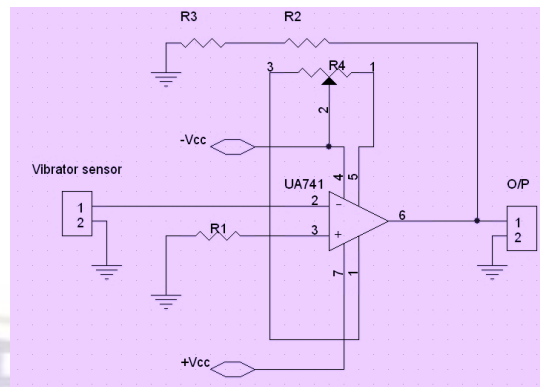 R3 R2
3 R4 1
2
-Vcc
4 5
Vibrator sensor UA741 O/P
1 2 - 6 1
2 R1 3 + 2
7 1
+Vcc